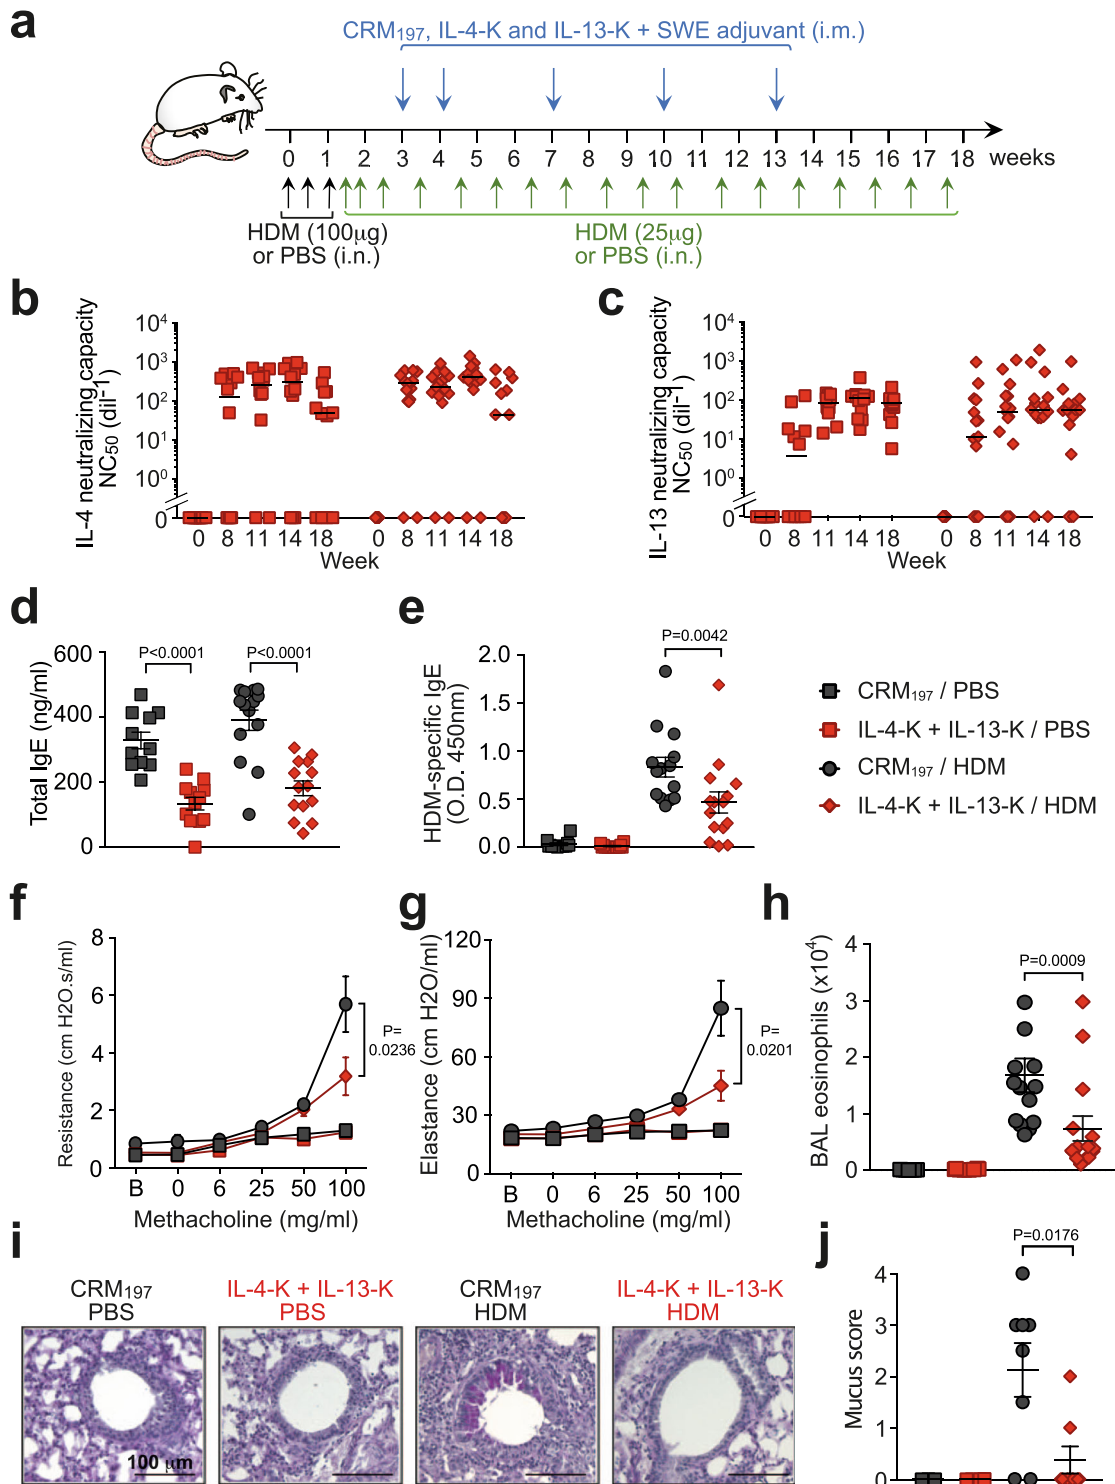 a
CRM197, IL-4-K and IL-13-K + SWE adjuvant (i.m.)
0 1 2 3 4 5 6 7 8 9 10 11 12 13 14 15 16 17 18 weeks
HDM (100µg)
or PBS (i.n.)
HDM (25µg)
or PBS (i.n.)
b
IL-4 neutralizing capacity
NC50 (dil-1)
10^4
10^3
10^2
10^1
10^0
0
0 8 11 14 18 0 8 11 14 18
Week
c
IL-13 neutralizing capacity
NC50 (dil-1)
10^4
10^3
10^2
10^1
10^0
0
0 8 11 14 18 0 8 11 14 18
Week
d
Total IgE (ng/ml)
600
400
200
0
P<0.0001
P<0.0001
e
HDM-specific IgE
(O.D. 450nm)
2.0
1.5
1.0
0.5
0.0
P=0.0042
CRM197 / PBS
IL-4-K + IL-13-K / PBS
CRM197 / HDM
IL-4-K + IL-13-K / HDM
f
Resistance (cm H2O.s/ml)
8
6
4
2
0
P=
0.0236
B 0 6 25 50 100
Methacholine (mg/ml)
g
Elastance (cm H2O/ml)
120
90
60
30
0
P=
0.0201
B 0 6 25 50 100
Methacholine (mg/ml)
h
BAL eosinophils (x10^4)
4
3
2
1
0
P=0.0009
i
CRM197
PBS
IL-4-K + IL-13-K
PBS
CRM197
HDM
IL-4-K + IL-13-K
HDM
100 µm
j
Mucus score
4
3
2
1
0
P=0.0176